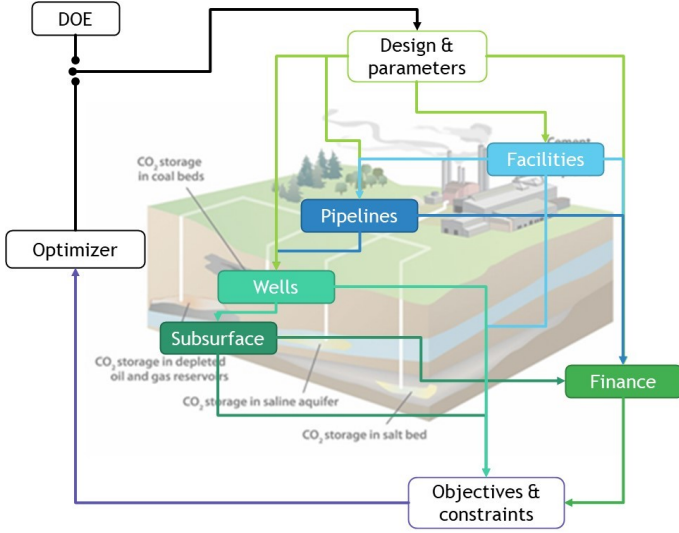 DOE
Design &
parameters
Cement
CO₂ storage
in coal beds
Facilities
Pipelines
Optimizer
Wells
Subsurface
CO₂ storage in depleted
oil and gas reservoirs
Finance
CO₂ storage in saline aquifer
CO₂ storage in salt bed
Objectives &
constraints